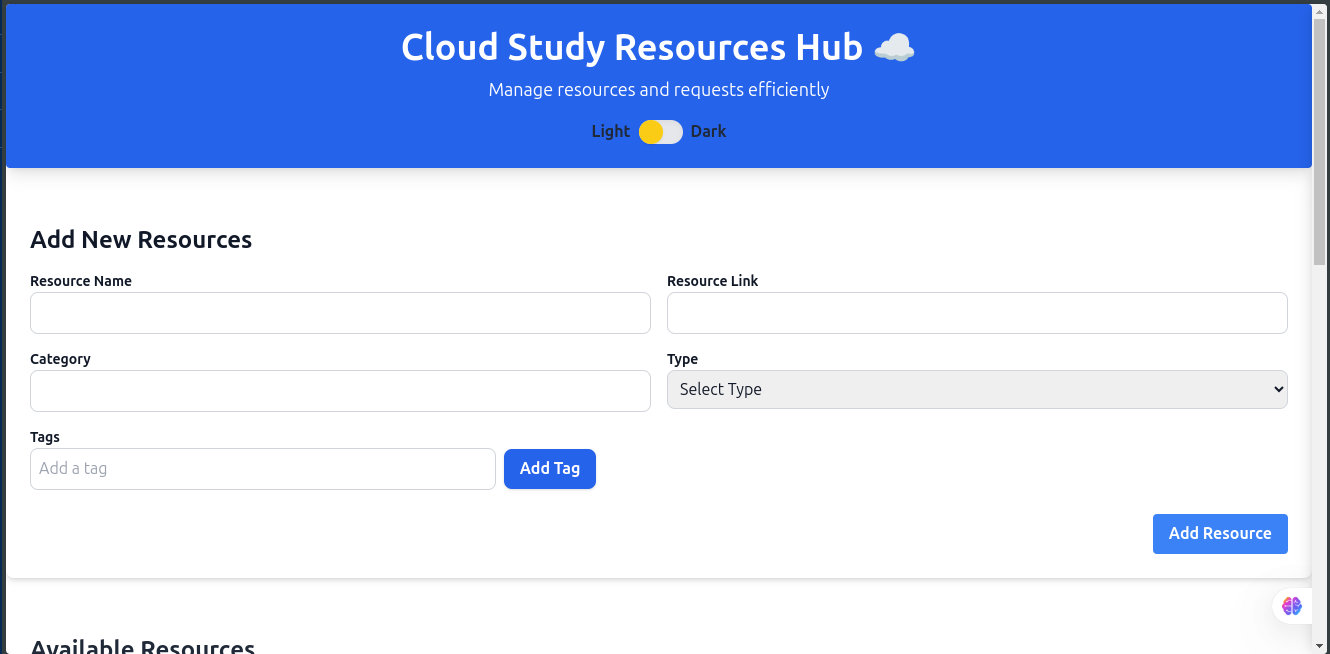 Cloud Study Resources Hub ☁️
Manage resources and requests efficiently
Light Dark
Add New Resources
Resource Name Resource Link
Category Type
Select Type
Tags
Add a tag Add Tag
Add Resource
Available Resources